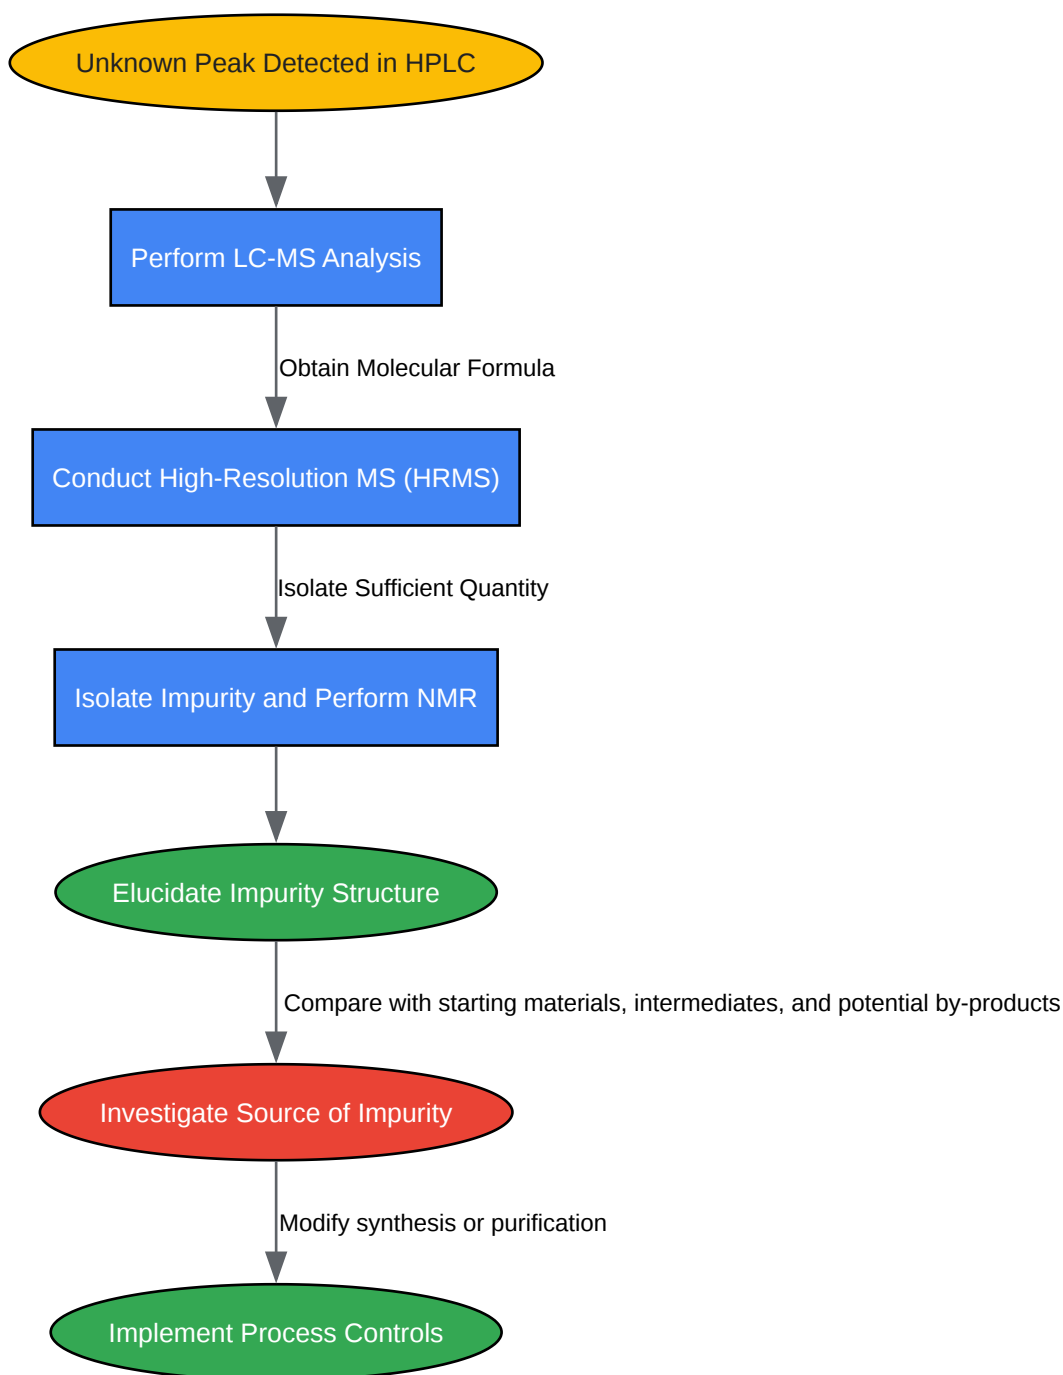 Unknown Peak Detected in HPLC
Perform LC-MS Analysis
Obtain Molecular Formula
Conduct High-Resolution MS (HRMS)
Isolate Sufficient Quantity
Isolate Impurity and Perform NMR
Elucidate Impurity Structure
Compare with starting materials, intermediates, and potential by-products
Investigate Source of Impurity
Modify synthesis or purification
Implement Process Controls